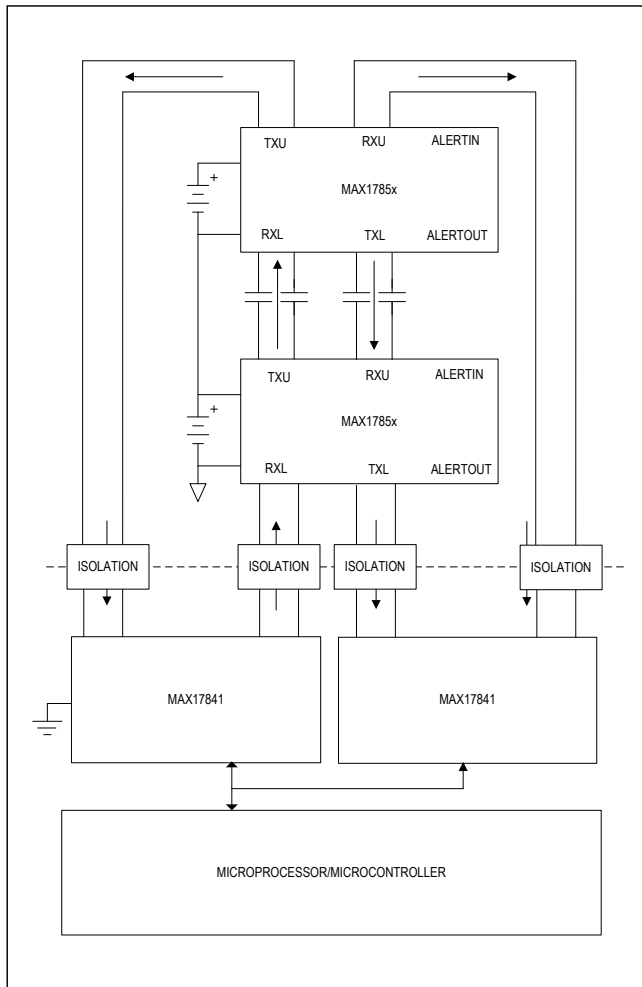 TXU RXU ALERTIN
+
MAX1785x
RXL TXL ALERTOUT
TXU RXU ALERTIN
+
MAX1785x
RXL TXL ALERTOUT
ISOLATION ISOLATION ISOLATION ISOLATION
MAX17841 MAX17841
MICROPROCESSOR/MICROCONTROLLER